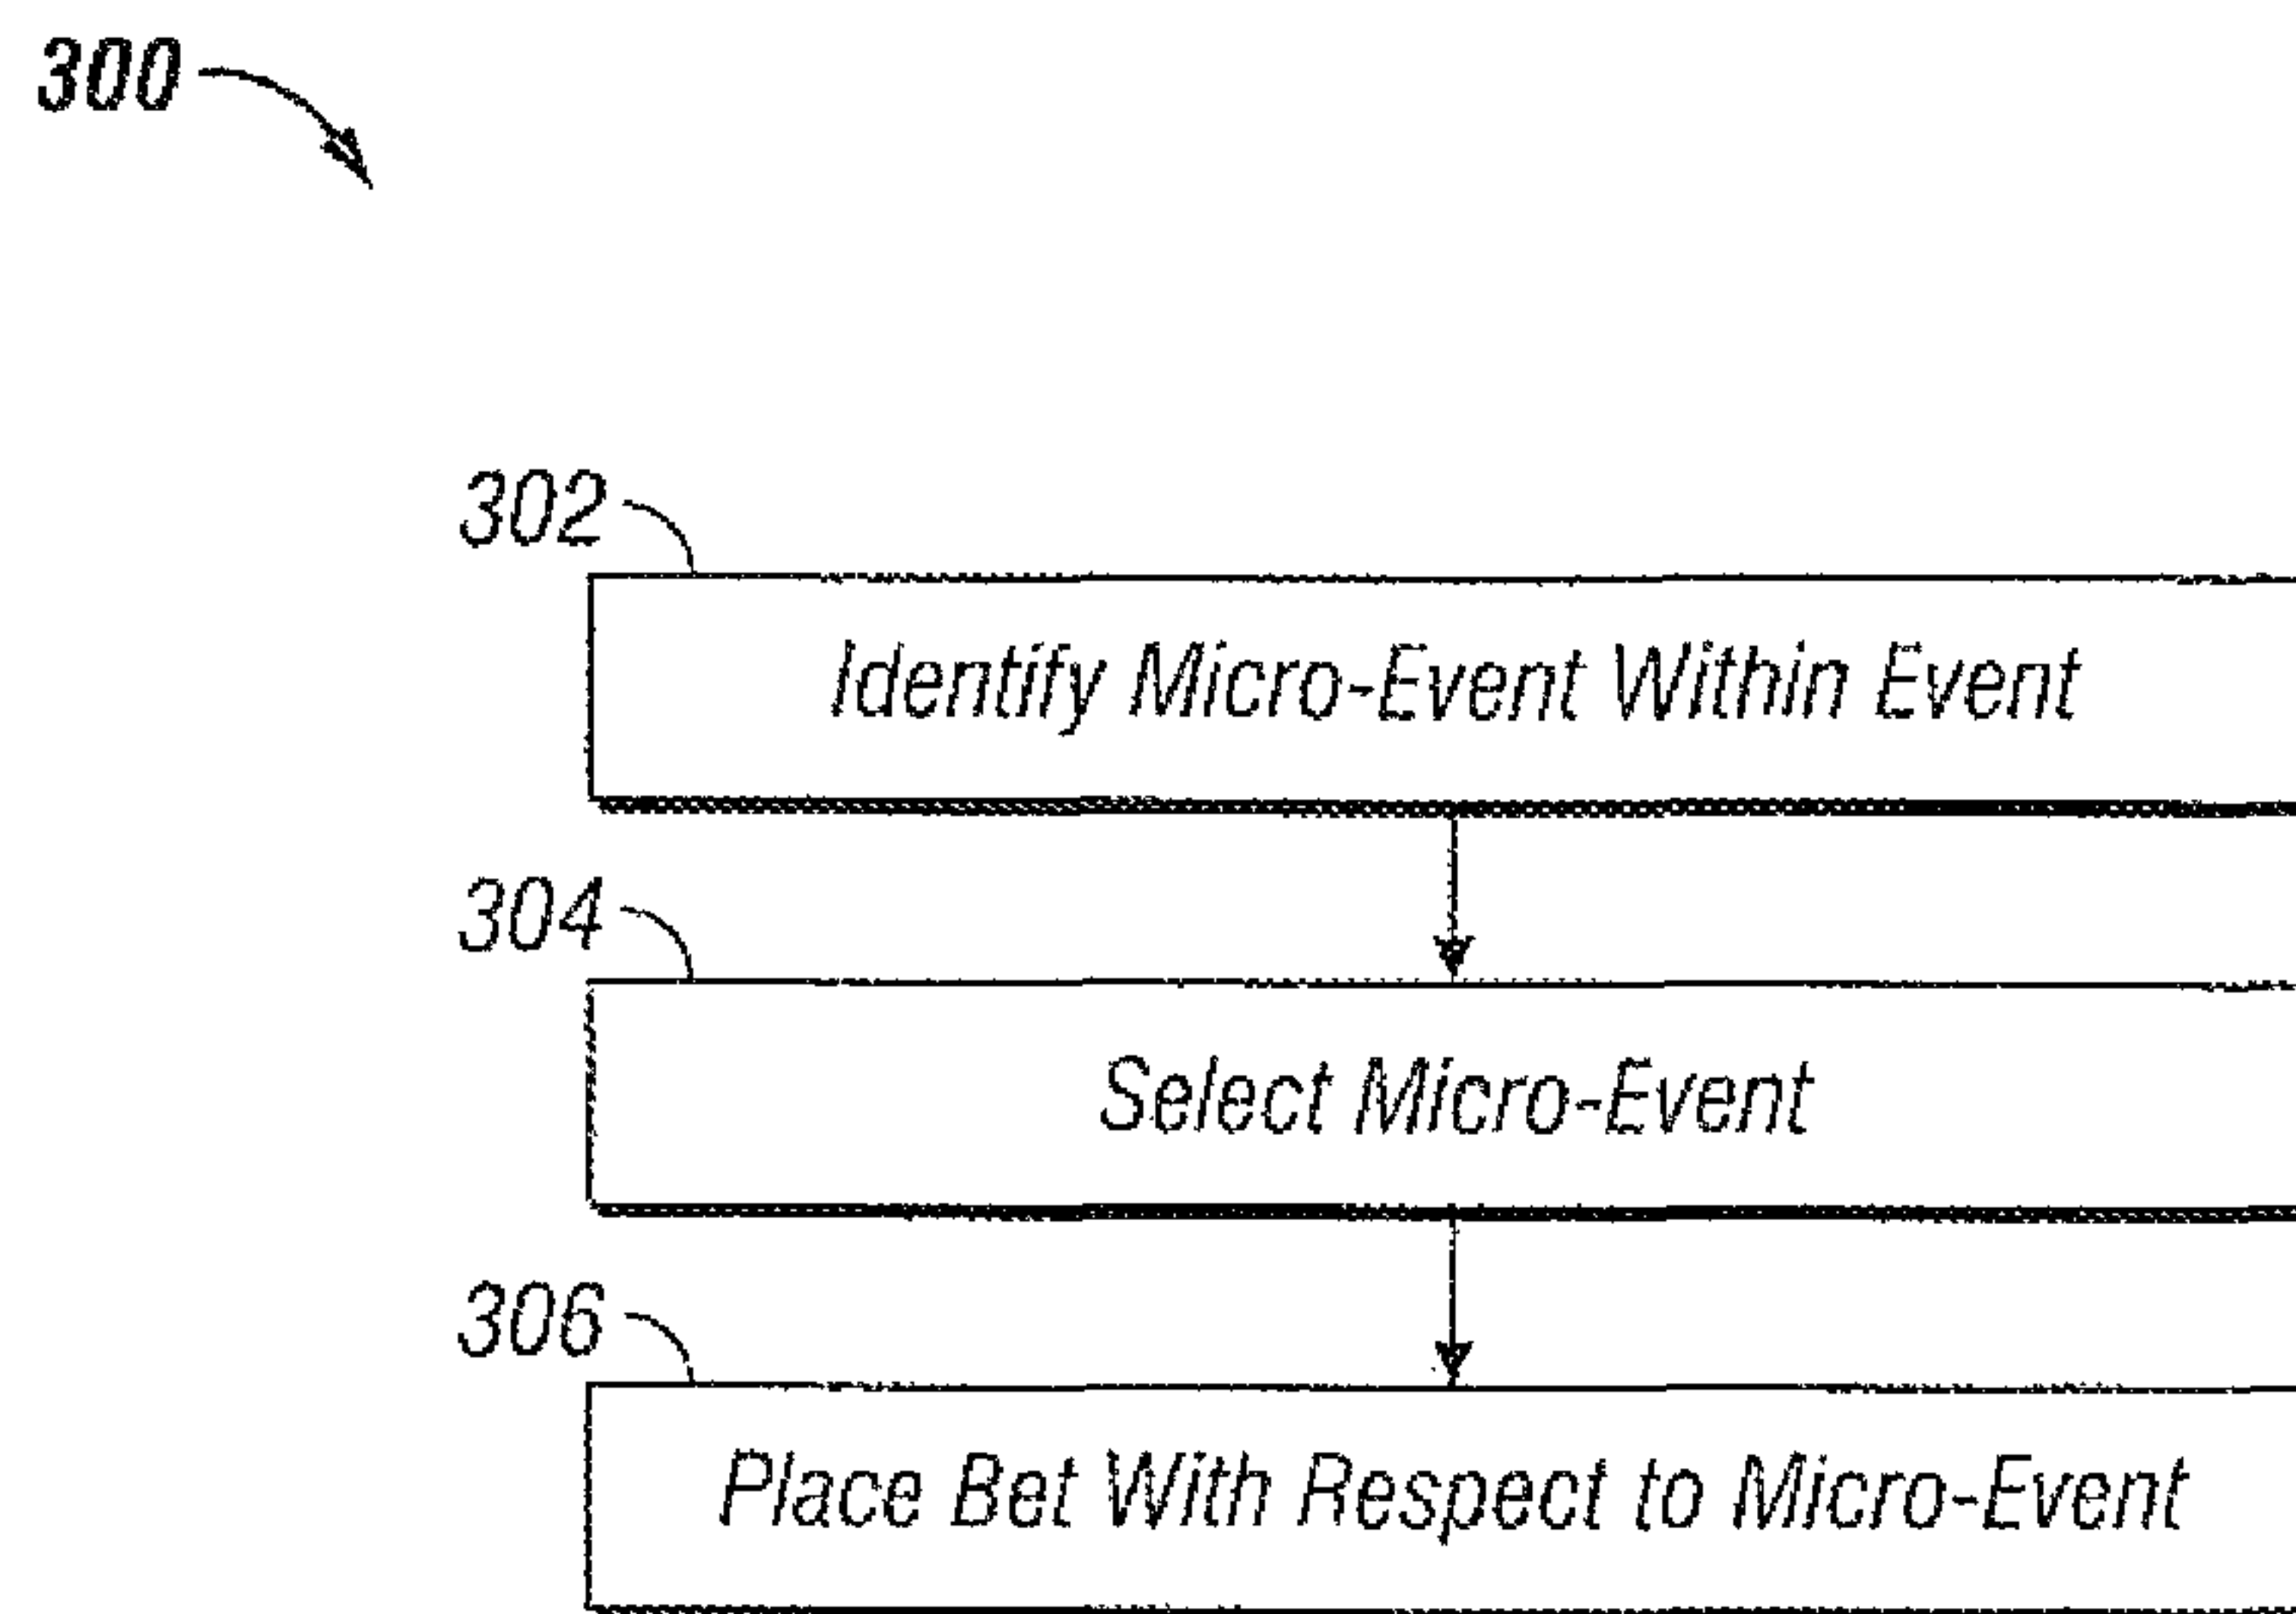 300
302
Identify Micro-Event Within Event
304
Select Micro-Event
306
Place Bet With Respect to Micro-Event